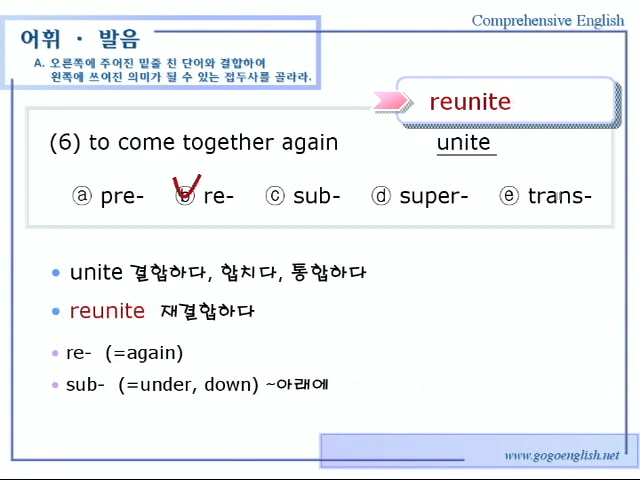 Comprehensive English
어휘 · 발음
A. 오른쪽에 주어진 밑줄 친 단어와 결합하여
왼쪽에 쓰여진 의미가 될 수 있는 접두사를 골라라.
reunite
(6) to come together again unite
ⓐ pre- ⓑ re- ⓒ sub- ⓓ super- ⓔ trans-
• unite 결합하다, 합치다, 통합하다
• reunite 재결합하다
• re- (=again)
• sub- (=under, down) ~아래에
www.gogoenglish.net